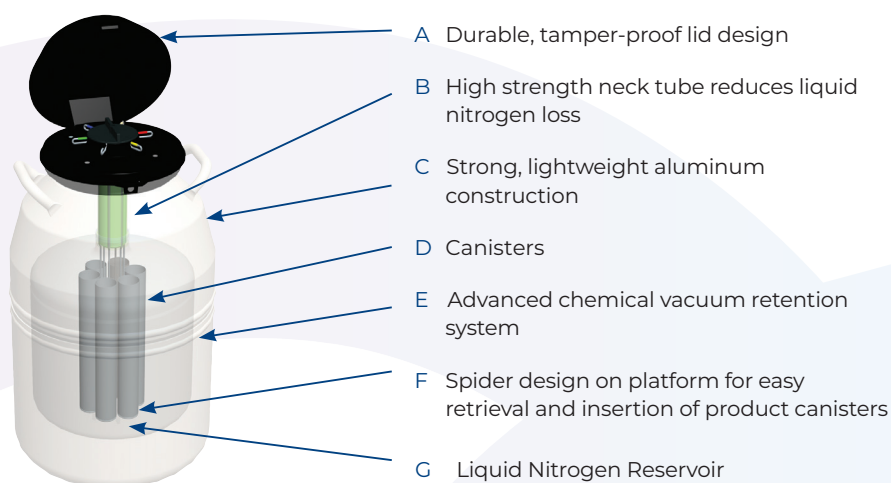 A Durable, tamper-proof lid design
B High strength neck tube reduces liquid
nitrogen loss
C Strong, lightweight aluminum
construction
D Canisters
E Advanced chemical vacuum retention
system
F Spider design on platform for easy
retrieval and insertion of product canisters
G Liquid Nitrogen Reservoir